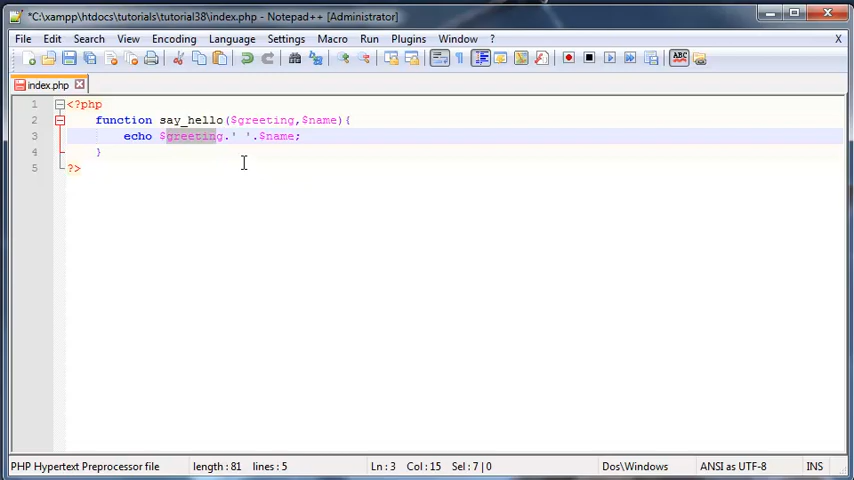 *C:\xampp\htdocs\tutorials\tutorial38\index.php - Notepad++ [Administrator]
File Edit Search View Encoding Language Settings Macro Run Plugins Window ? X
ABC
index.php
1 <?php
2 function say_hello($greeting,$name){
3 echo $greeting.' '.$name;
4 }
5 ?>
PHP Hypertext Preprocessor file length : 81 lines : 5 Ln : 3 Col : 15 Sel : 7 | 0 Dos\Windows ANSI as UTF-8 INS